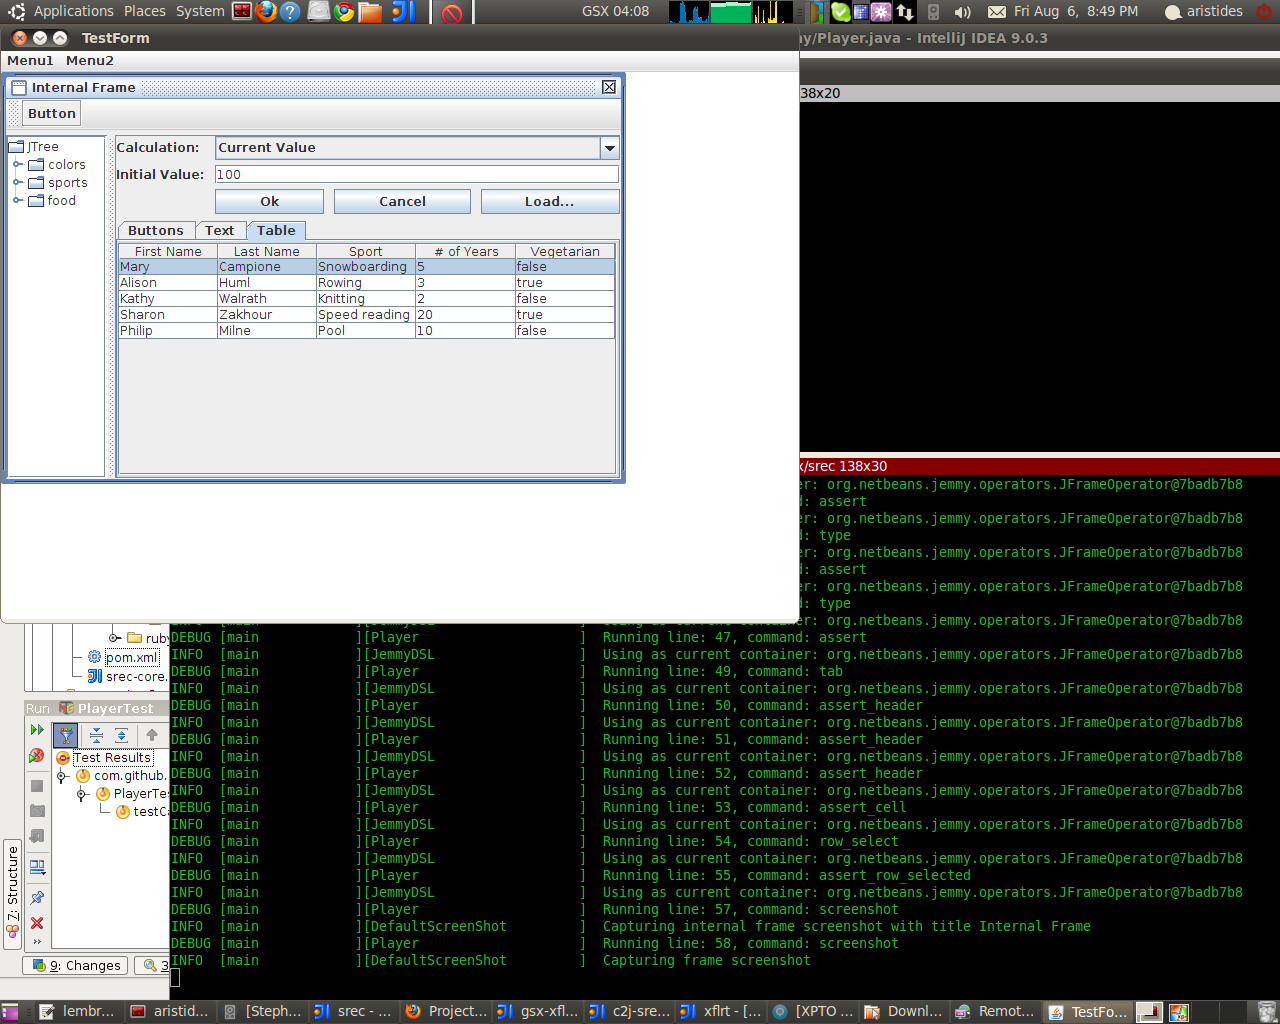 Applications Places System GSX 04:08 Fri Aug 6, 8:49 PM aristides
TestForm
y/Player.java - IntelliJ IDEA 9.0.3
Menu1 Menu2
Internal Frame
138x20
Button
JTree
colors
sports
food
Calculation: Current Value
Initial Value: 100
Ok Cancel Load...
Buttons Text Table
First Name Last Name Sport # of Years Vegetarian
Mary Campione Snowboarding 5 false
Alison Huml Rowing 3 true
Kathy Walrath Knitting 2 false
Sharon Zakhour Speed reading 20 true
Philip Milne Pool 10 false
x/srec 138x30
er: org.netbeans.jemmy.operators.JFrameOperator@7badb7b8
d: assert
er: org.netbeans.jemmy.operators.JFrameOperator@7badb7b8
d: type
er: org.netbeans.jemmy.operators.JFrameOperator@7badb7b8
d: assert
er: org.netbeans.jemmy.operators.JFrameOperator@7badb7b8
d: type
INFO [main ][JemmyDSL ] Using as current container: org.netbeans.jemmy.operators.JFrameOperator@7badb7b8
DEBUG [main ][Player ] Running line: 47, command: assert
INFO [main ][JemmyDSL ] Using as current container: org.netbeans.jemmy.operators.JFrameOperator@7badb7b8
DEBUG [main ][Player ] Running line: 49, command: tab
INFO [main ][JemmyDSL ] Using as current container: org.netbeans.jemmy.operators.JFrameOperator@7badb7b8
DEBUG [main ][Player ] Running line: 50, command: assert_header
INFO [main ][JemmyDSL ] Using as current container: org.netbeans.jemmy.operators.JFrameOperator@7badb7b8
DEBUG [main ][Player ] Running line: 51, command: assert_header
INFO [main ][JemmyDSL ] Using as current container: org.netbeans.jemmy.operators.JFrameOperator@7badb7b8
DEBUG [main ][Player ] Running line: 52, command: assert_header
INFO [main ][JemmyDSL ] Using as current container: org.netbeans.jemmy.operators.JFrameOperator@7badb7b8
DEBUG [main ][Player ] Running line: 53, command: assert_cell
INFO [main ][JemmyDSL ] Using as current container: org.netbeans.jemmy.operators.JFrameOperator@7badb7b8
DEBUG [main ][Player ] Running line: 54, command: row_select
INFO [main ][JemmyDSL ] Using as current container: org.netbeans.jemmy.operators.JFrameOperator@7badb7b8
DEBUG [main ][Player ] Running line: 55, command: assert_row_selected
INFO [main ][JemmyDSL ] Using as current container: org.netbeans.jemmy.operators.JFrameOperator@7badb7b8
DEBUG [main ][Player ] Running line: 57, command: screenshot
INFO [main ][DefaultScreenShot ] Capturing internal frame screenshot with title Internal Frame
DEBUG [main ][Player ] Running line: 58, command: screenshot
INFO [main ][DefaultScreenShot ] Capturing frame screenshot
ruby
pom.xml
srec-core.
Run PlayerTest
Test Results
com.github.
PlayerTes
testCa
7: Structure
9: Changes 3
lembr... aristid... [Steph... srec - ... Project... gsx-xfl... c2j-sre... xflrt - [... [XPTO ... Downl... Remot... TestFo...